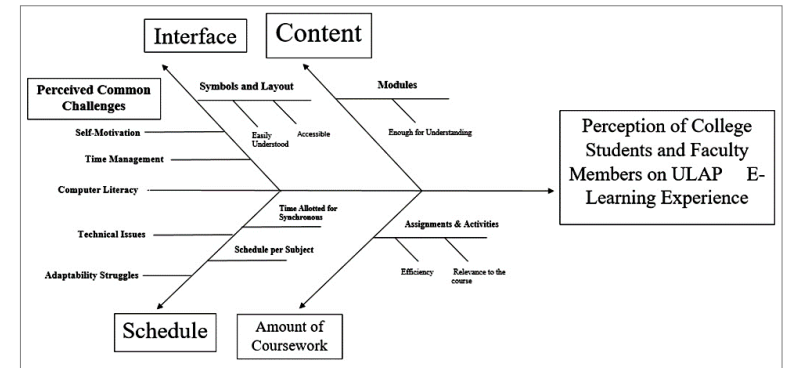 Interface
Content
Perceived Common
Challenges
Symbols and Layout
Modules
Self-Motivation
Easily
Understood
Accessible
Enough for Understanding
Time Management
Computer Literacy
Perception of College
Students and Faculty
Members on ULAP E-
Learning Experience
Time Allotted for
Synchronous
Technical Issues
Schedule per Subject
Assignments & Activities
Adaptability Struggles
Efficiency
Relevance to the
course
Schedule
Amount of
Coursework